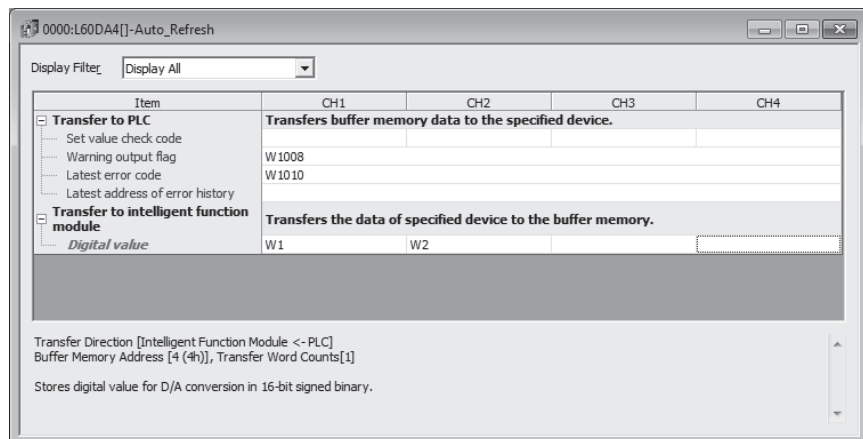 0000:L60DA4[]-Auto_Refresh
Display Filter Display All
Item CH1 CH2 CH3 CH4
Transfer to PLC Transfers buffer memory data to the specified device.
Set value check code
Warning output flag W1008
Latest error code W1010
Latest address of error history
Transfer to intelligent function
module Transfers the data of specified device to the buffer memory.
Digital value W1 W2
Transfer Direction [Intelligent Function Module <- PLC]
Buffer Memory Address [4 (4h)], Transfer Word Counts[1]
Stores digital value for D/A conversion in 16-bit signed binary.